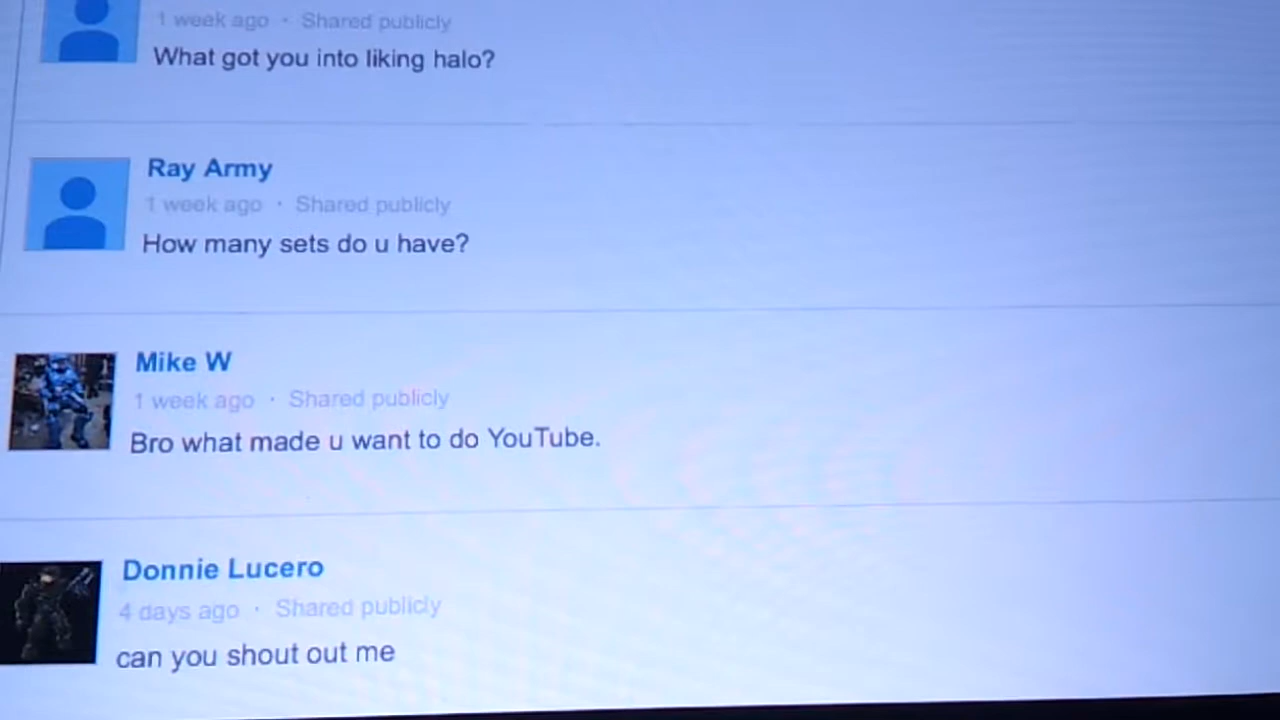 1 week ago · Shared publicly
What got you into liking halo?
Ray Army
1 week ago · Shared publicly
How many sets do u have?
Mike W
1 week ago · Shared publicly
Bro what made u want to do YouTube.
Donnie Lucero
4 days ago · Shared publicly
can you shout out me